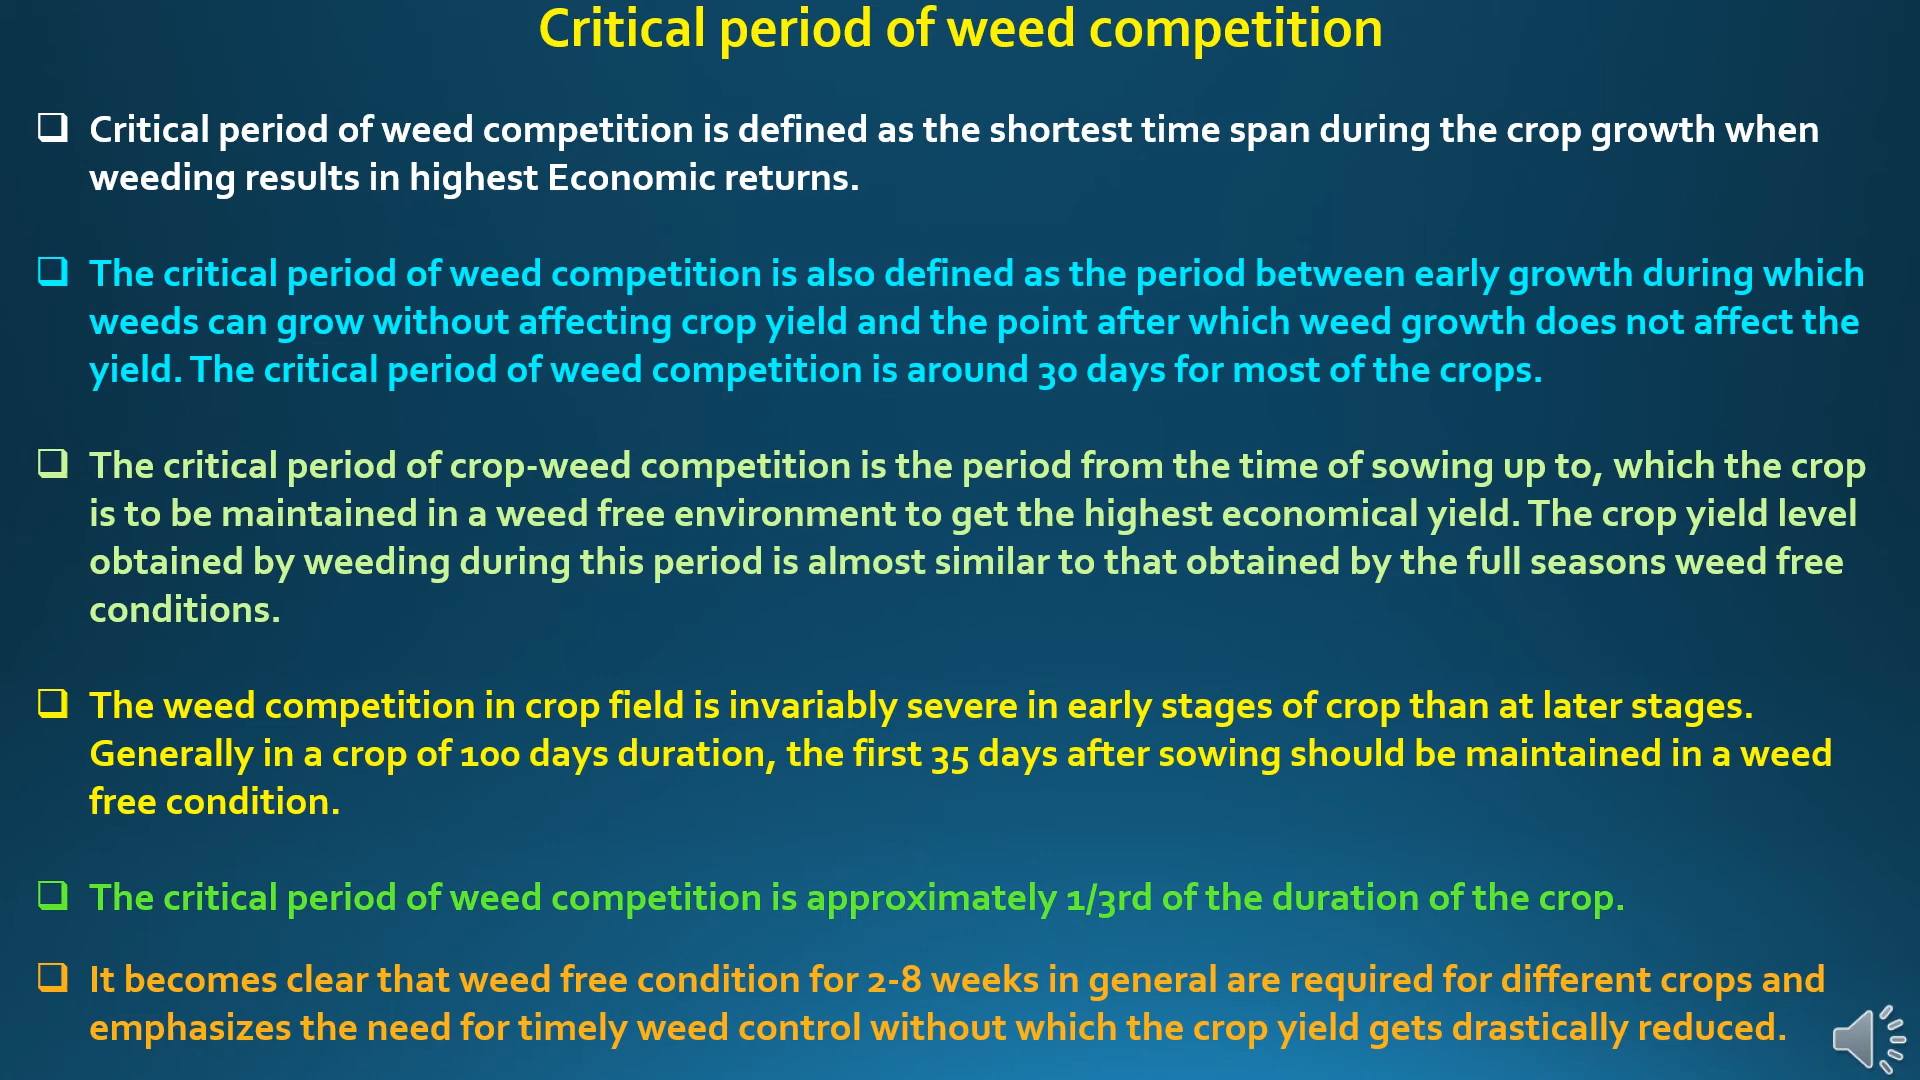 Critical period of weed competition
❑ Critical period of weed competition is defined as the shortest time span during the crop growth when
weeding results in highest Economic returns.
❑ The critical period of weed competition is also defined as the period between early growth during which
weeds can grow without affecting crop yield and the point after which weed growth does not affect the
yield. The critical period of weed competition is around 30 days for most of the crops.
❑ The critical period of crop-weed competition is the period from the time of sowing up to, which the crop
is to be maintained in a weed free environment to get the highest economical yield. The crop yield level
obtained by weeding during this period is almost similar to that obtained by the full seasons weed free
conditions.
❑ The weed competition in crop field is invariably severe in early stages of crop than at later stages.
Generally in a crop of 100 days duration, the first 35 days after sowing should be maintained in a weed
free condition.
❑ The critical period of weed competition is approximately 1/3rd of the duration of the crop.
❑ It becomes clear that weed free condition for 2-8 weeks in general are required for different crops and
emphasizes the need for timely weed control without which the crop yield gets drastically reduced.